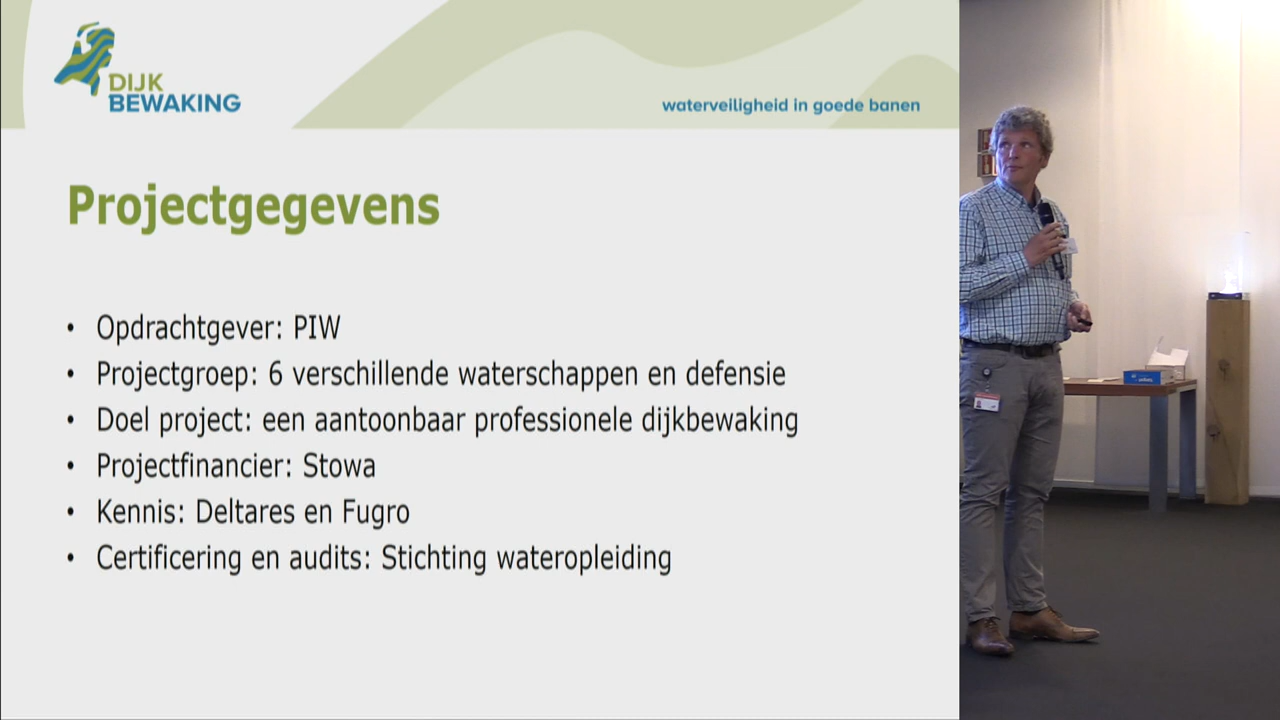 DIJK
BEWAKING
waterveiligheid in goede banen
Projectgegevens
• Opdrachtgever: PIW
• Projectgroep: 6 verschillende waterschappen en defensie
• Doel project: een aantoonbaar professionele dijkbewaking
• Projectfinancier: Stowa
• Kennis: Deltares en Fugro
• Certificering en audits: Stichting wateropleiding